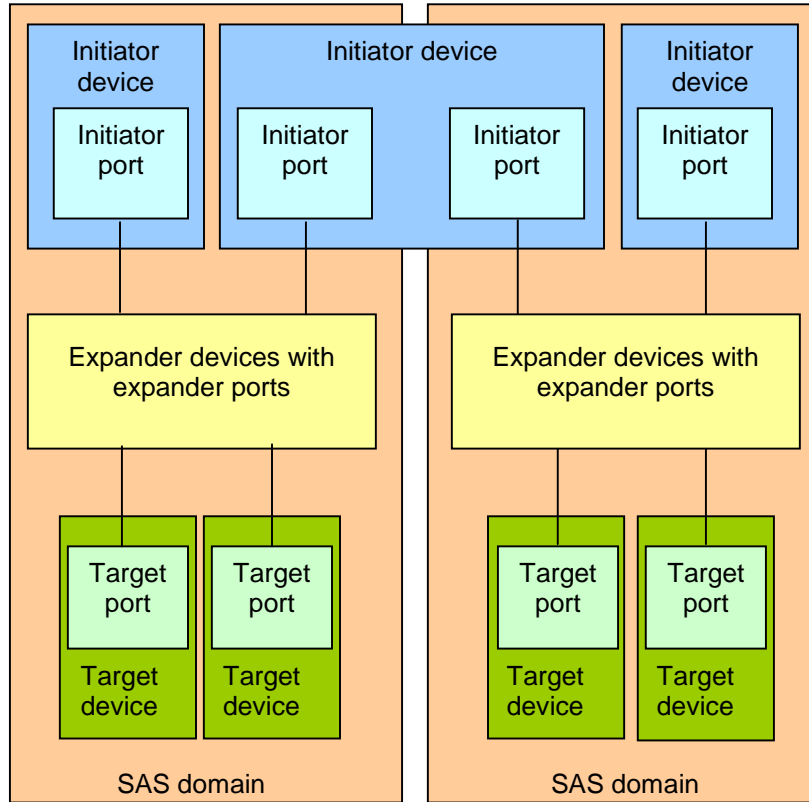 Initiator
device
Initiator device
Initiator
device
Initiator
port
Initiator
port
Initiator
port
Initiator
port
Expander devices with
expander ports
Expander devices with
expander ports
Target
port
Target
port
Target
port
Target
port
Target
device
Target
device
Target
device
Target
device
SAS domain
SAS domain